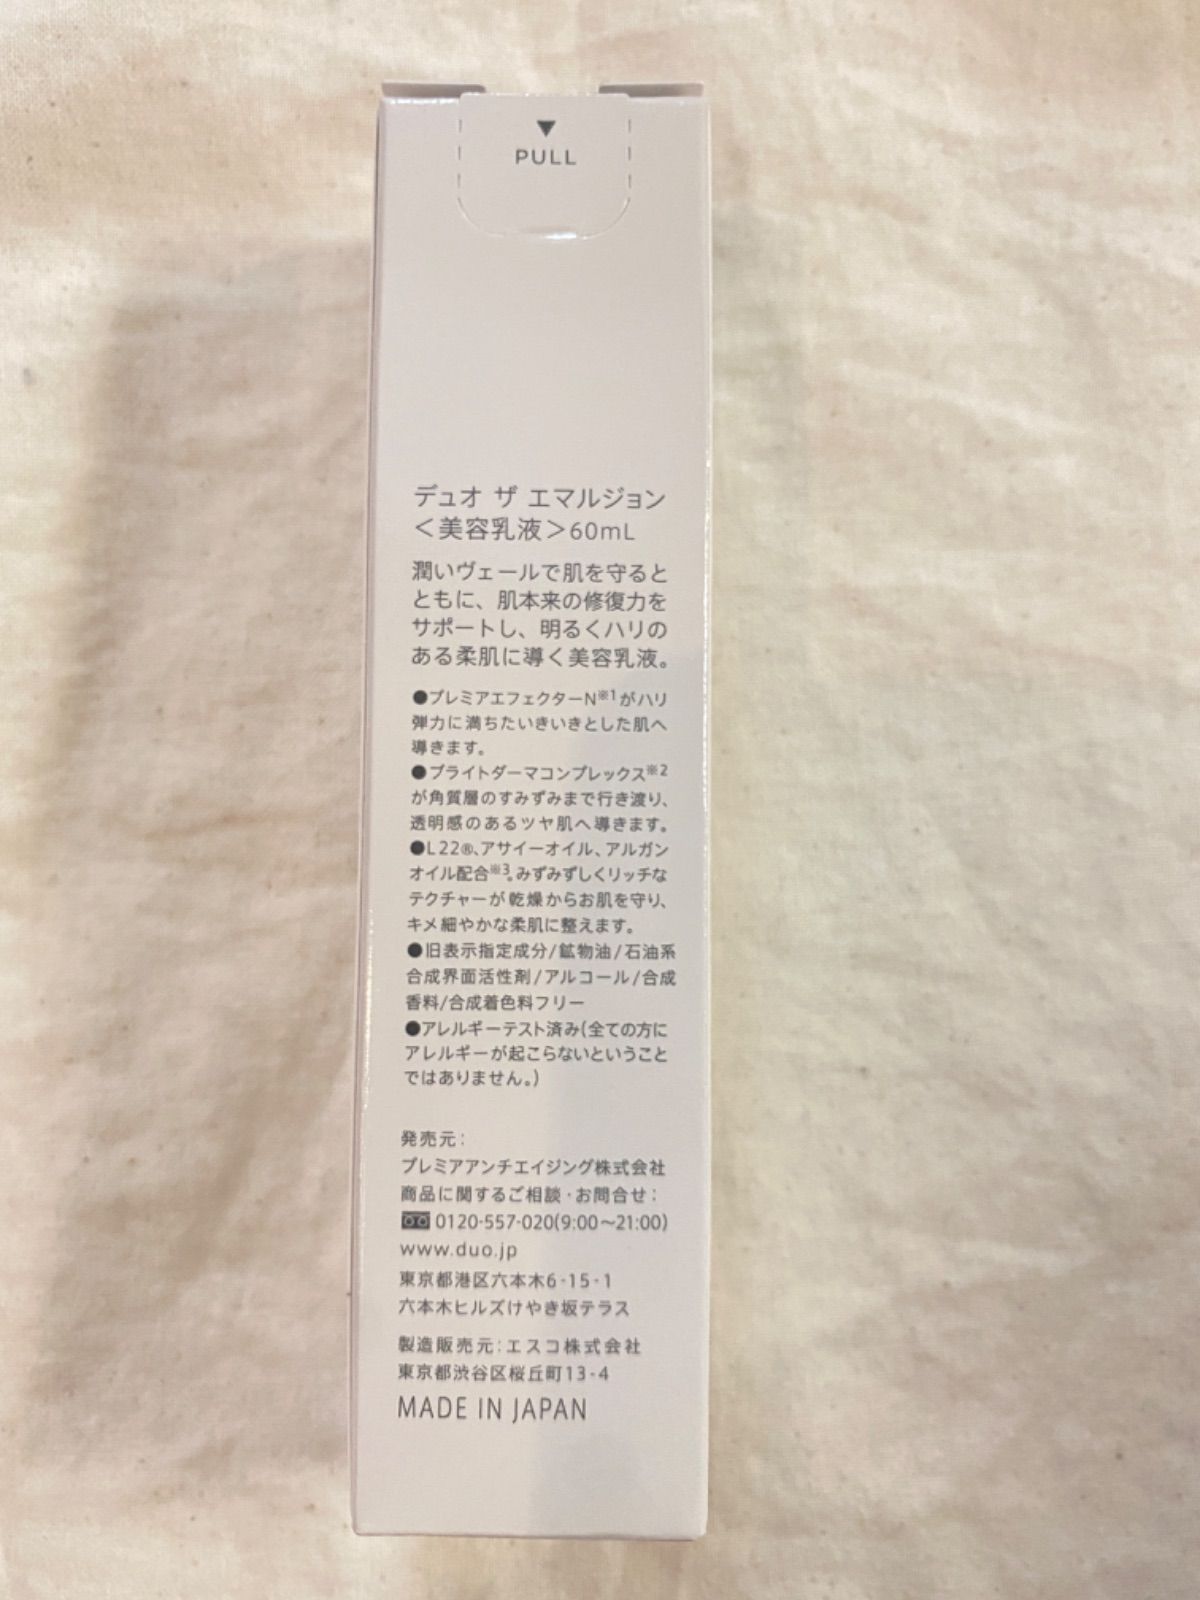 ▼
PULL
デュオ ザ エマルジョン
＜美容乳液＞60mL
潤いヴェールで肌を守ると
ともに、肌本来の修復力を
サポートし、明るくハリの
ある柔肌に導く美容乳液。
●プレミアエフェクターN※1がハリ
弾力に満ちたいきいきとした肌へ
導きます。
●ブライトダーマコンプレックス※2
が角質層のすみずみまで行き渡り、
透明感のあるツヤ肌へ導きます。
●L22®、アサイーオイル、アルガン
オイル配合※3。みずみずしくリッチな
テクチャーが乾燥からお肌を守り、
キメ細やかな柔肌に整えます。
●旧表示指定成分/鉱物油/石油系
合成界面活性剤/アルコール/合成
香料/合成着色料フリー
●アレルギーテスト済み(全ての方に
アレルギーが起こらないということ
ではありません。)
発売元：
プレミアアンチエイジング株式会社
商品に関するご相談・お問合せ：
0120-557-020(9:00〜21:00)
www.duo.jp
東京都港区六本木6-15-1
六本木ヒルズけやき坂テラス
製造販売元：エスコ株式会社
東京都渋谷区桜丘町13-4
MADE IN JAPAN